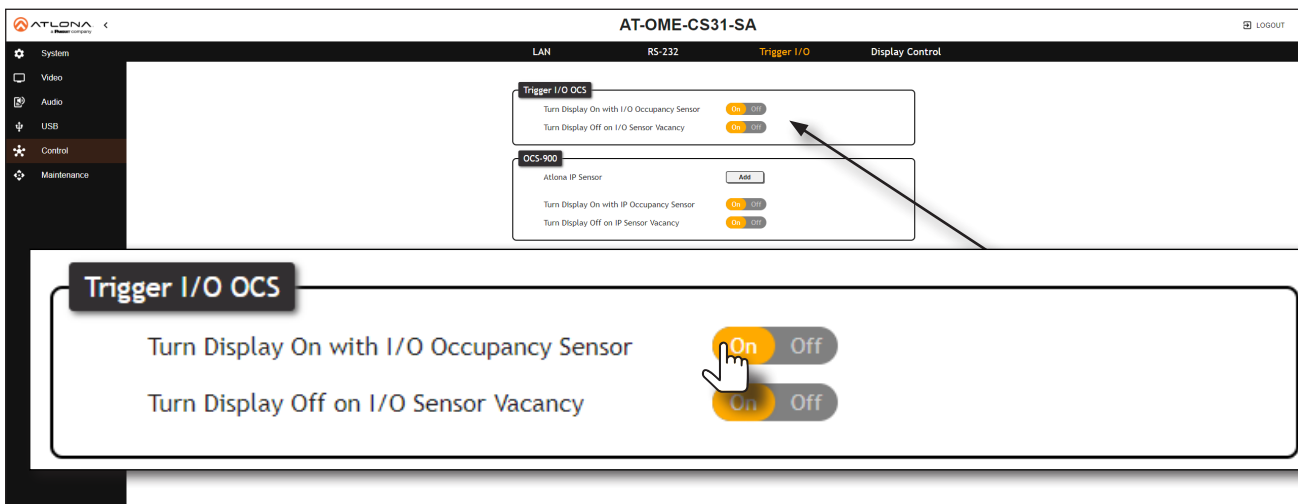 ATLONA
a Panduit company
AT-OME-CS31-SA
LOGOUT
System
LAN
RS-232
Trigger I/O
Display Control
Video
Audio
USB
Control
Maintenance
Trigger I/O OCS
Turn Display On with I/O Occupancy Sensor
On Off
Turn Display Off on I/O Sensor Vacancy
On Off
OCS-900
Atlona IP Sensor
Add
Turn Display On with IP Occupancy Sensor
On Off
Turn Display Off on IP Sensor Vacancy
On Off
Trigger I/O OCS
Turn Display On with I/O Occupancy Sensor
On Off
Turn Display Off on I/O Sensor Vacancy
On Off